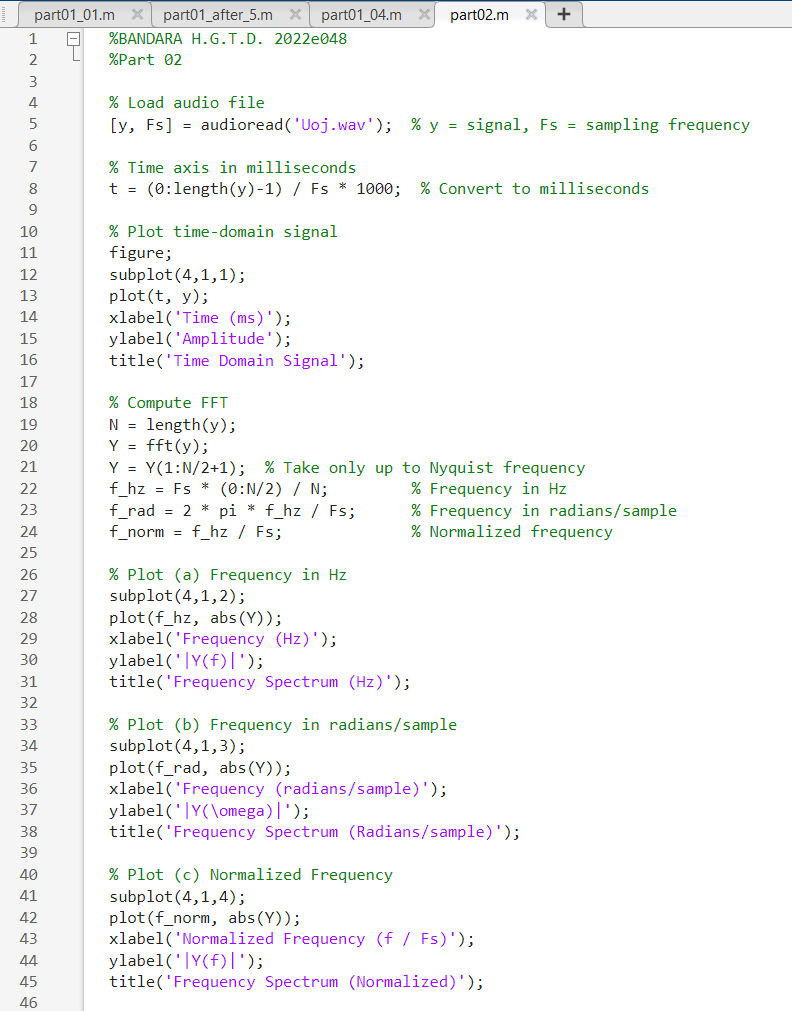 part01_01.m × part01_after_5.m × part01_04.m × part02.m × +
1 %BANDARA H.G.T.D. 2022e048
2 %Part 02
3
4 % Load audio file
5 [y, Fs] = audioread('Uoj.wav');  % y = signal, Fs = sampling frequency
6
7 % Time axis in milliseconds
8 t = (0:length(y)-1) / Fs * 1000;  % Convert to milliseconds
9
10 % Plot time-domain signal
11 figure;
12 subplot(4,1,1);
13 plot(t, y);
14 xlabel('Time (ms)');
15 ylabel('Amplitude');
16 title('Time Domain Signal');
17
18 % Compute FFT
19 N = length(y);
20 Y = fft(y);
21 Y = Y(1:N/2+1);  % Take only up to Nyquist frequency
22 f_hz = Fs * (0:N/2) / N;         % Frequency in Hz
23 f_rad = 2 * pi * f_hz / Fs;      % Frequency in radians/sample
24 f_norm = f_hz / Fs;              % Normalized frequency
25
26 % Plot (a) Frequency in Hz
27 subplot(4,1,2);
28 plot(f_hz, abs(Y));
29 xlabel('Frequency (Hz)');
30 ylabel('|Y(f)|');
31 title('Frequency Spectrum (Hz)');
32
33 % Plot (b) Frequency in radians/sample
34 subplot(4,1,3);
35 plot(f_rad, abs(Y));
36 xlabel('Frequency (radians/sample)');
37 ylabel('|Y(\omega)|');
38 title('Frequency Spectrum (Radians/sample)');
39
40 % Plot (c) Normalized Frequency
41 subplot(4,1,4);
42 plot(f_norm, abs(Y));
43 xlabel('Normalized Frequency (f / Fs)');
44 ylabel('|Y(f)|');
45 title('Frequency Spectrum (Normalized)');
46